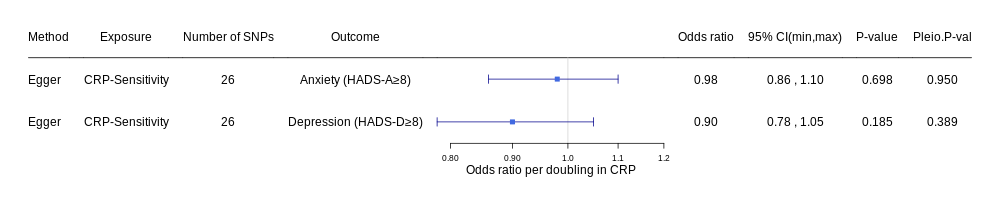 Method Exposure Number of SNPs Outcome Odds ratio 95% CI(min,max) P-value Pleio.P-val
Egger CRP-Sensitivity 26 Anxiety (HADS-A≥8) 0.98 0.86 , 1.10 0.698 0.950
Egger CRP-Sensitivity 26 Depression (HADS-D≥8) 0.90 0.78 , 1.05 0.185 0.389
0.80 0.90 1.0 1.1 1.2
Odds ratio per doubling in CRP